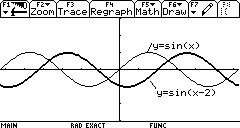 F1 F2 F3 F4 F5 F6 F7 F8
Zoom Trace Regraph Math Draw
y=sin(x)
y=sin(x-2)
MAIN RAD EXACT FUNC